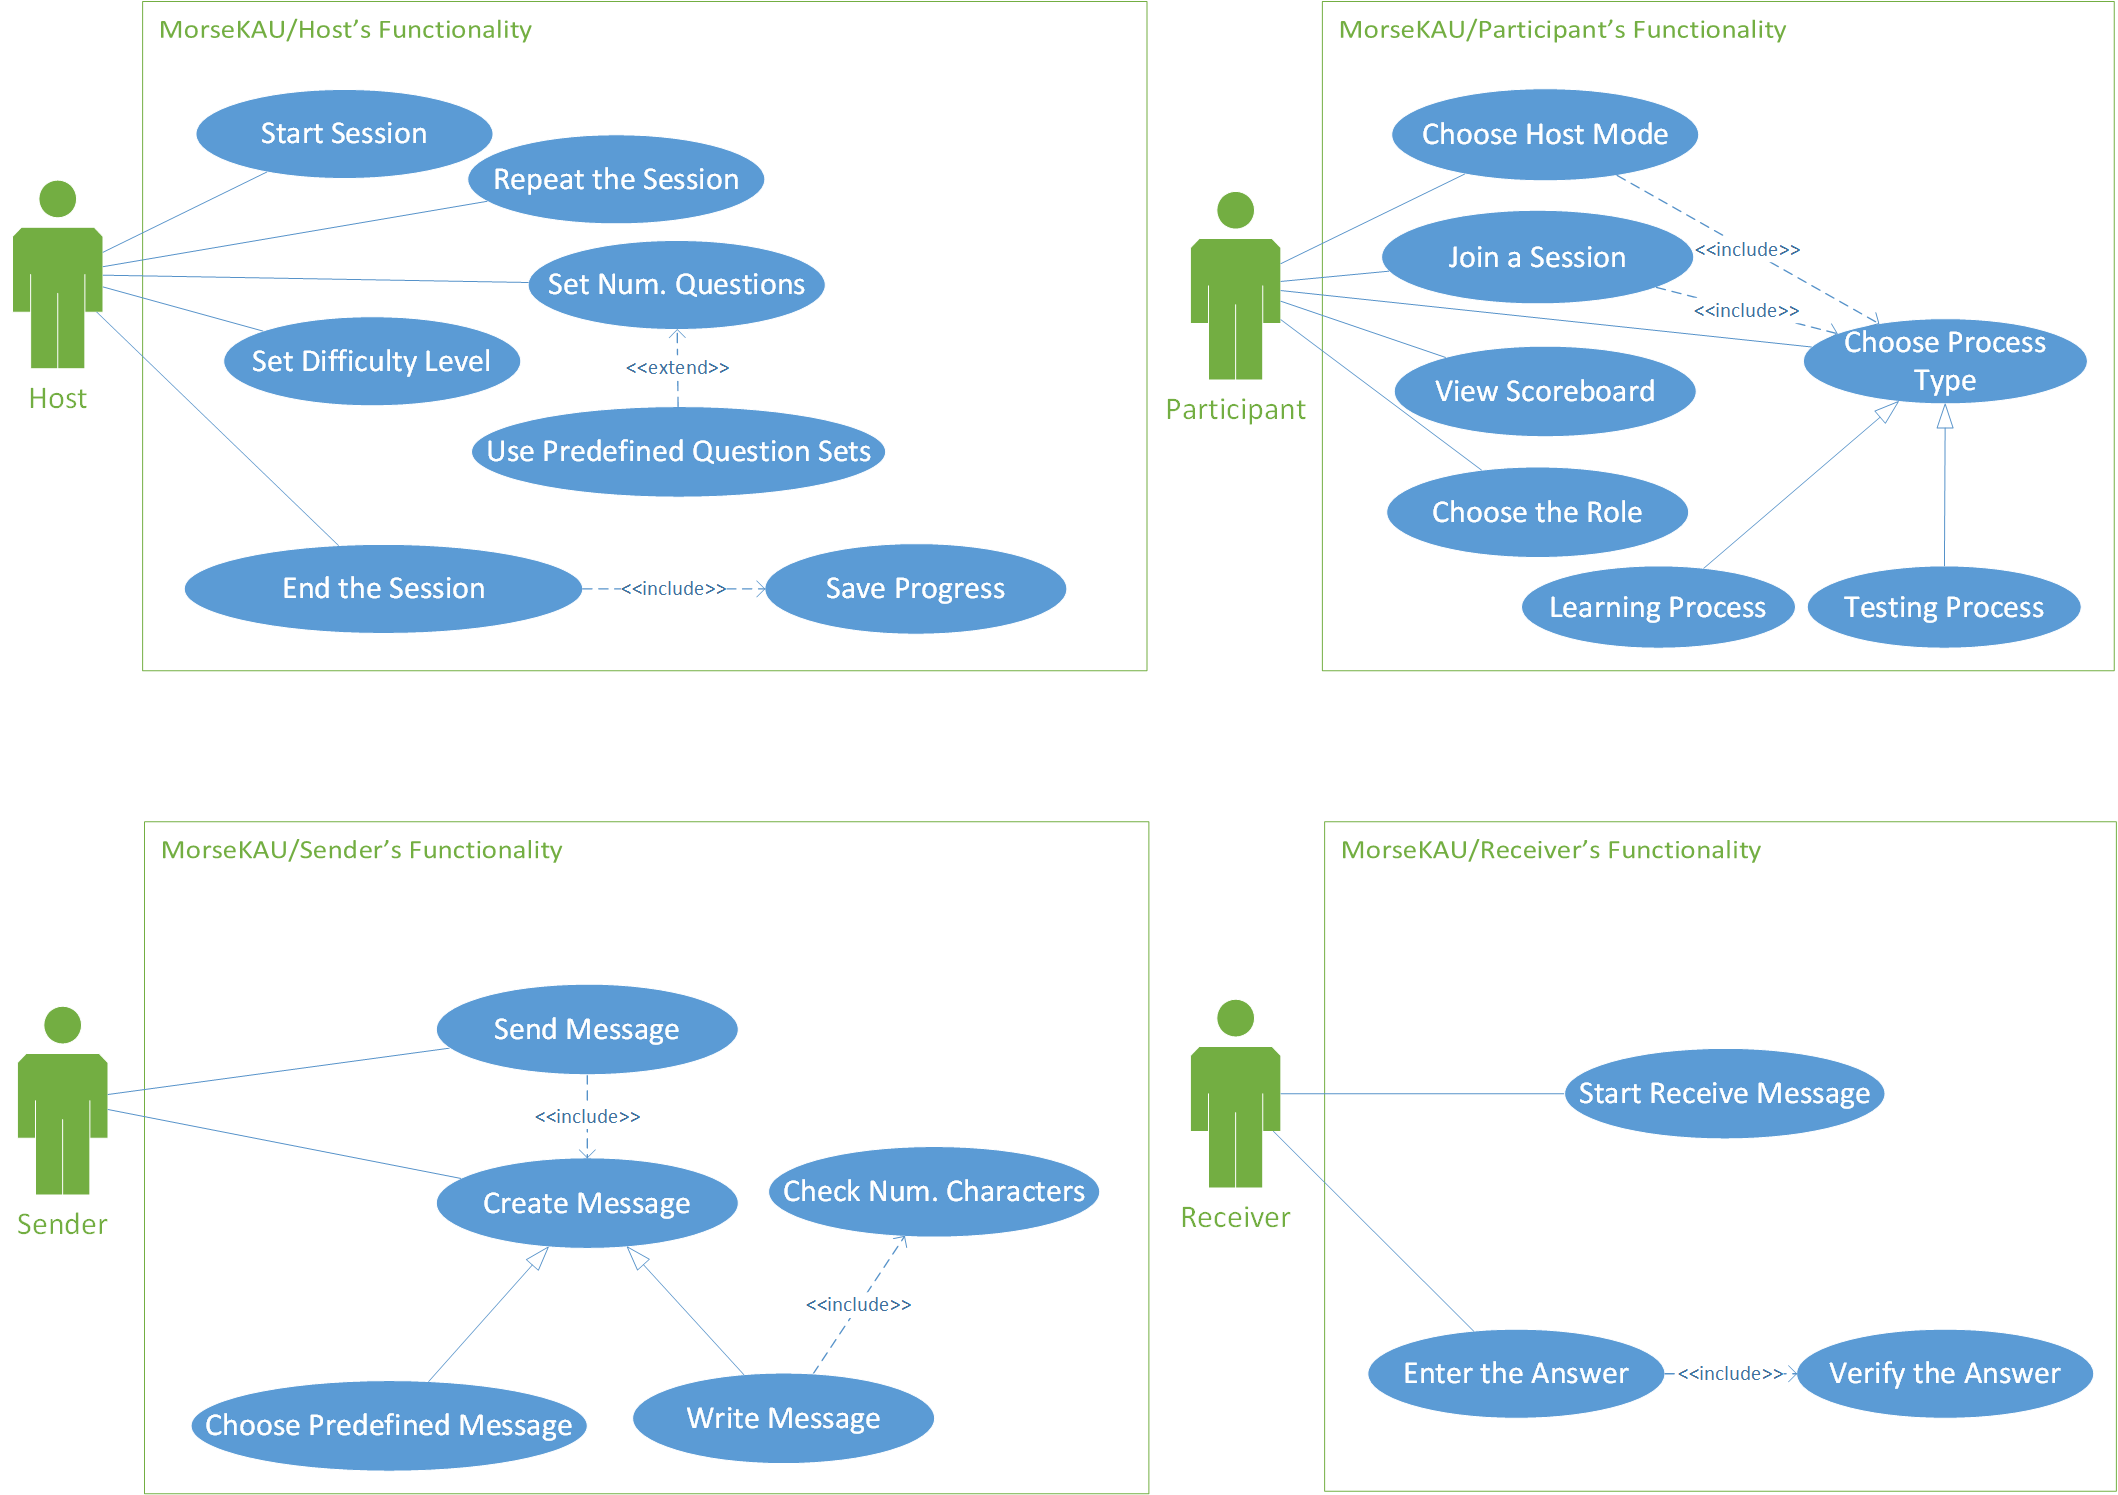 MorseKAU/Host’s Functionality
Start Session
Repeat the Session
Set Num. Questions
Set Difficulty Level
<<extend>>
Host
Use Predefined Question Sets
End the Session
<<include>>
Save Progress
MorseKAU/Participant’s Functionality
Choose Host Mode
Join a Session
<<include>>
<<include>>
Choose Process
Type
View Scoreboard
Participant
Choose the Role
Learning Process
Testing Process
MorseKAU/Sender’s Functionality
Send Message
<<include>>
Create Message
Check Num. Characters
Sender
<<include>>
Choose Predefined Message
Write Message
MorseKAU/Receiver’s Functionality
Start Receive Message
Receiver
Enter the Answer
<<include>>
Verify the Answer